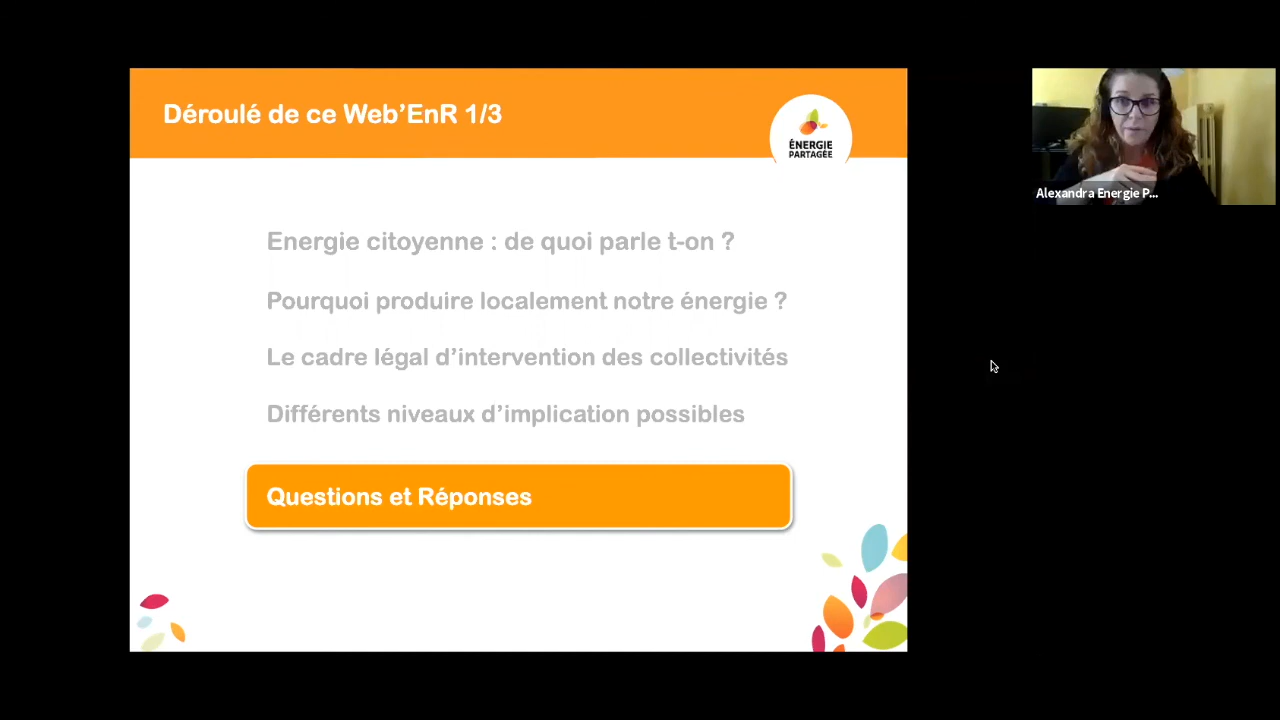 Déroulé de ce Web’EnR 1/3
ÉNERGIE
PARTAGÉE
Alexandra Energie P...
Energie citoyenne : de quoi parle t-on ?
Pourquoi produire localement notre énergie ?
Le cadre légal d’intervention des collectivités
Différents niveaux d’implication possibles
Questions et Réponses